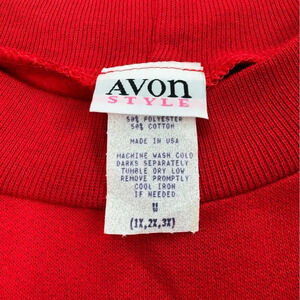 AVON
STYLE
50% POLYESTER
50% COTTON
MADE IN USA
MACHINE WASH COLD
DARKS SEPARATELY
TUMBLE DRY LOW
REMOVE PROMPTLY
COOL IRON
IF NEEDED
(1X,2X,3X)